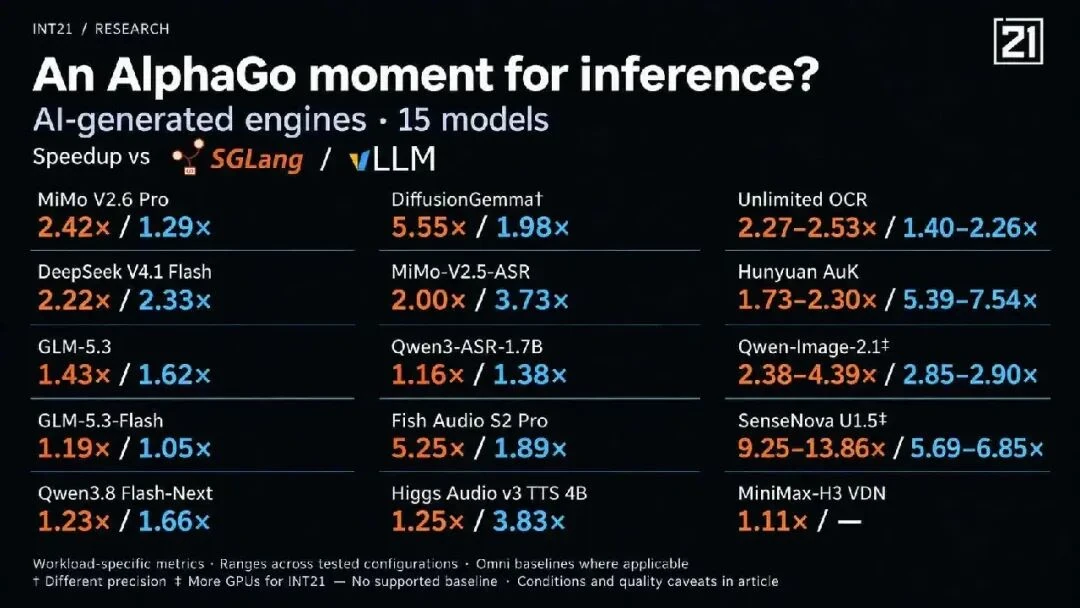 INT21 / RESEARCH
21
An AlphaGo moment for inference?
AI-generated engines · 15 models
Speedup vs SGLang / vLLM
MiMo V2.6 Pro
2.42× / 1.29×
DeepSeek V4.1 Flash
2.22× / 2.33×
GLM-5.3
1.43× / 1.62×
GLM-5.3-Flash
1.19× / 1.05×
Qwen3.8 Flash-Next
1.23× / 1.66×
DiffusionGemma†
5.55× / 1.98×
MiMo-V2.5-ASR
2.00× / 3.73×
Qwen3-ASR-1.7B
1.16× / 1.38×
Fish Audio S2 Pro
5.25× / 1.89×
Higgs Audio v3 TTS 4B
1.25× / 3.83×
Unlimited OCR
2.27–2.53× / 1.40–2.26×
Hunyuan AuK
1.73–2.30× / 5.39–7.54×
Qwen-Image-2.1‡
2.38–4.39× / 2.85–2.90×
SenseNova U1.5‡
9.25–13.86× / 5.69–6.85×
MiniMax-H3 VDN
1.11× / —
Workload-specific metrics · Ranges across tested configurations · Omni baselines where applicable
† Different precision ‡ More GPUs for INT21 — No supported baseline · Conditions and quality caveats in article